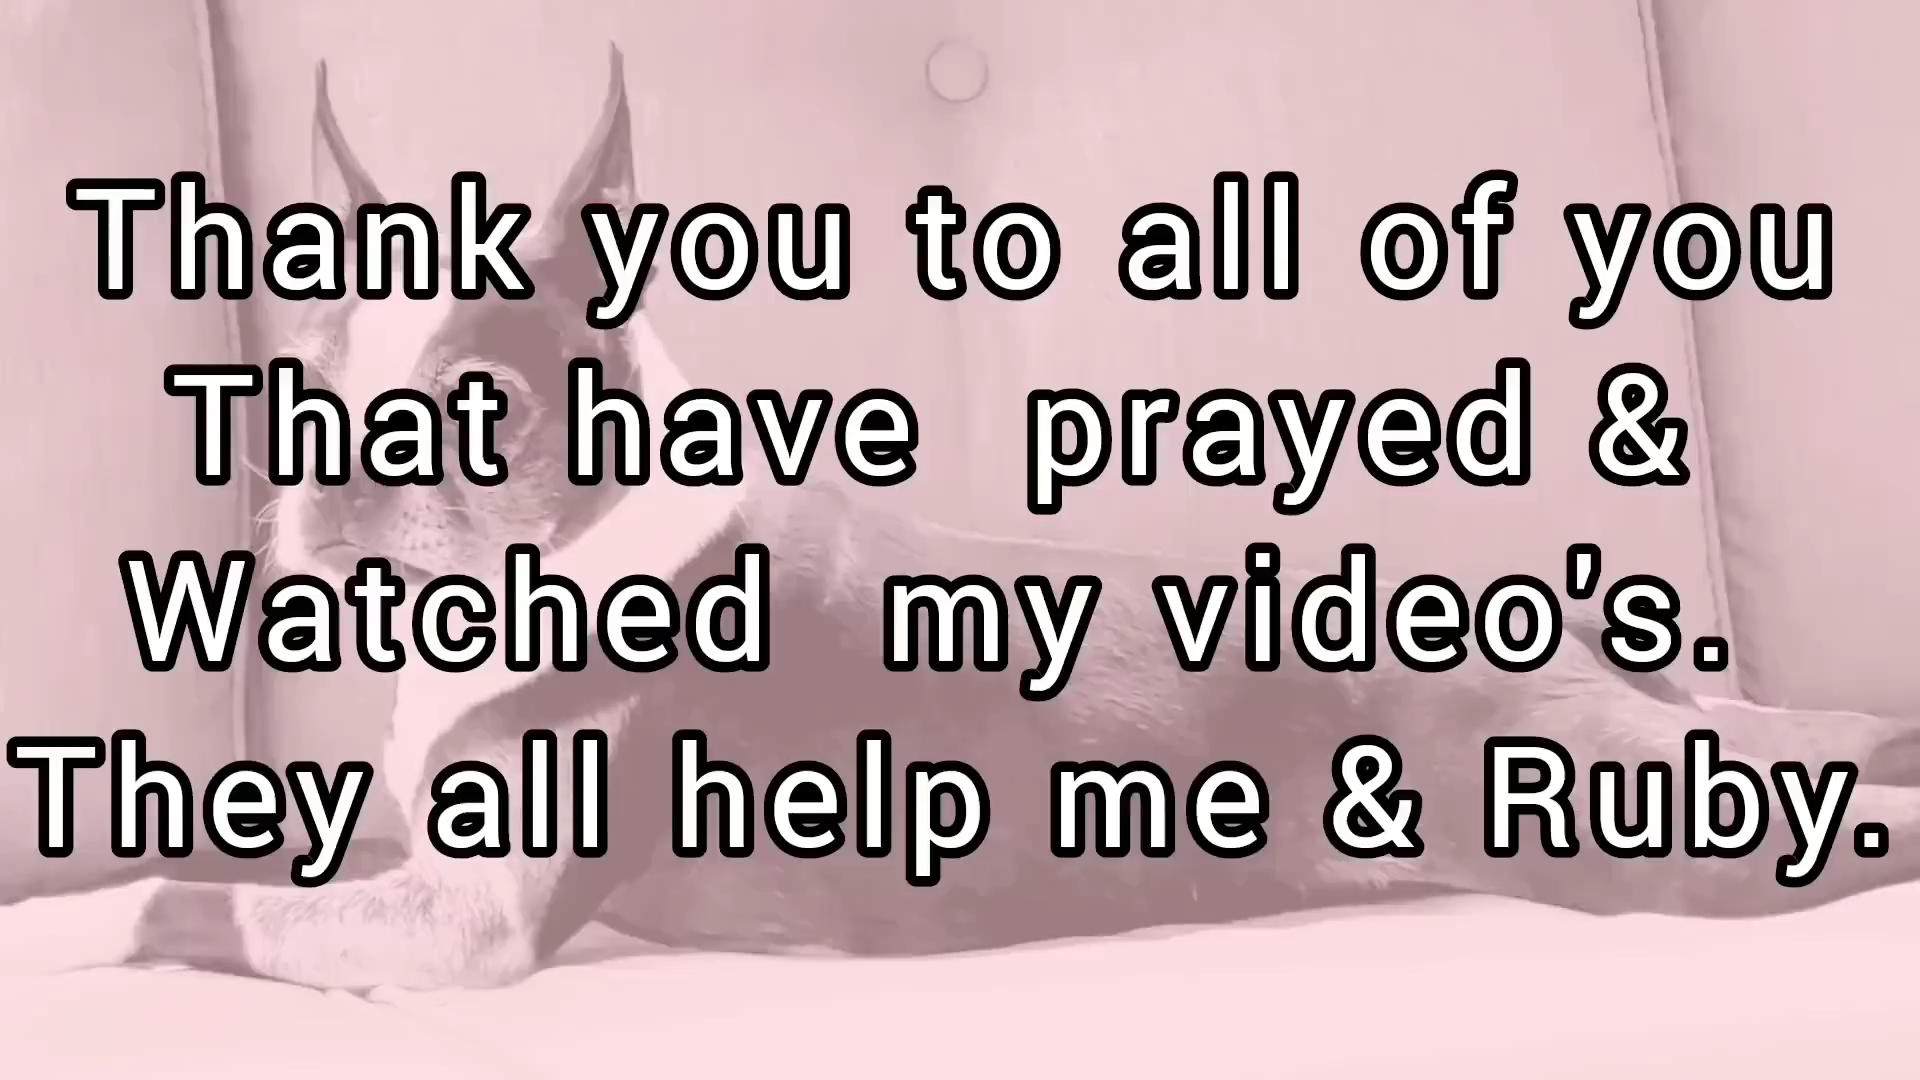 Thank you to all of you
That have prayed &
Watched my video's.
They all help me & Ruby.